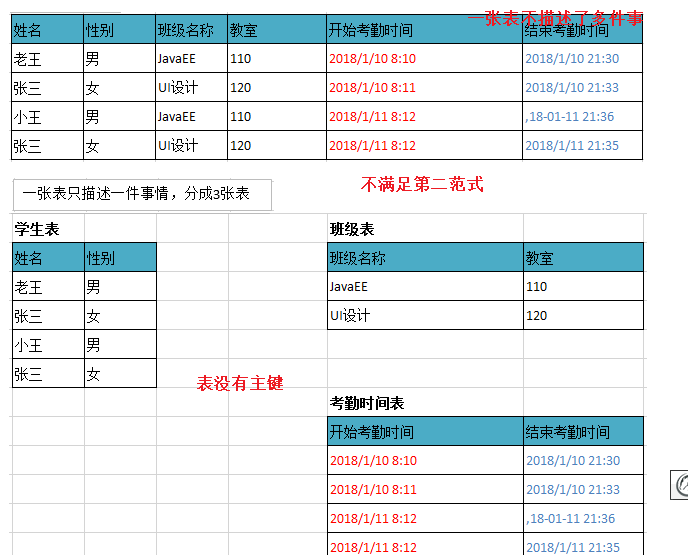 一张表不描述了多件事
姓名 性别 班级名称 教室 开始考勤时间 结束考勤时间
老王 男 JavaEE 110 2018/1/10 8:10 2018/1/10 21:30
张三 女 UI设计 120 2018/1/10 8:11 2018/1/10 21:33
小王 男 JavaEE 110 2018/1/11 8:12 ,18-01-11 21:36
张三 女 UI设计 120 2018/1/11 8:12 2018/1/11 21:35
一张表只描述一件事情，分成3张表
不满足第二范式
学生表 班级表
姓名 性别 班级名称 教室
老王 男 JavaEE 110
张三 女 UI设计 120
小王 男
张三 女
表没有主键
考勤时间表
开始考勤时间 结束考勤时间
2018/1/10 8:10 2018/1/10 21:30
2018/1/10 8:11 2018/1/10 21:33
2018/1/11 8:12 ,18-01-11 21:36
2018/1/11 8:12 2018/1/11 21:35